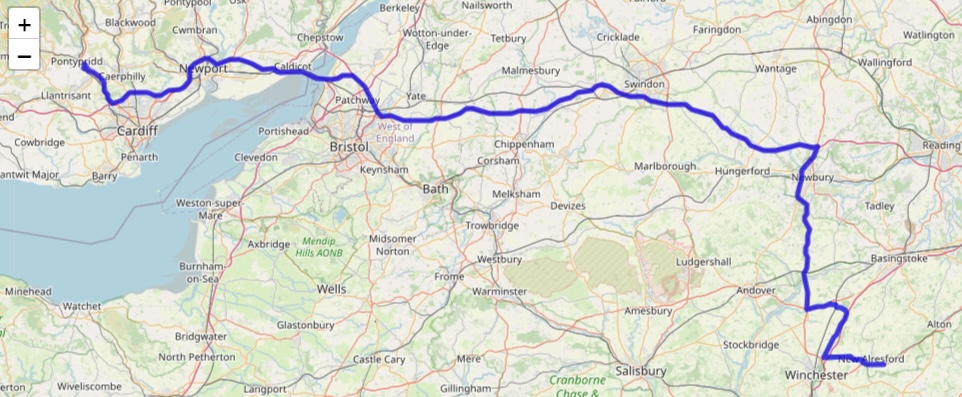 +
−
Pontypool
Berkeley
Nailsworth
Abingdon
Blackwood
Cwmbran
Chepstow
Wotton-under-
Edge
Tetbury
Cricklade
Faringdon
Watlington
Pontypridd
Caerphilly
Newport
Caldicot
Malmesbury
Swindon
Wantage
Wallingford
Llantrisant
Patchway
Yate
West of
England
Cardiff
Portishead
Bristol
Chippenham
Reading
Cowbridge
Penarth
Clevedon
Keynsham
Corsham
Marlborough
Hungerford
Newbury
antwit Major
Barry
Bath
Melksham
Devizes
Tadley
Weston-super-
Mare
Trowbridge
Axbridge
Mendip
Hills AONB
Midsomer
Norton
Westbury
Ludgershall
Basingstoke
Burnham-
on-Sea
Frome
Minehead
Watchet
Wells
Warminster
Andover
Amesbury
Glastonbury
Alton
Bridgwater
Stockbridge
North Petherton
Castle Cary
Mere
New Alresford
Salisbury
Winchester
erton
Wiveliscombe
Langport
Gillingham
Cranborne
Chase &